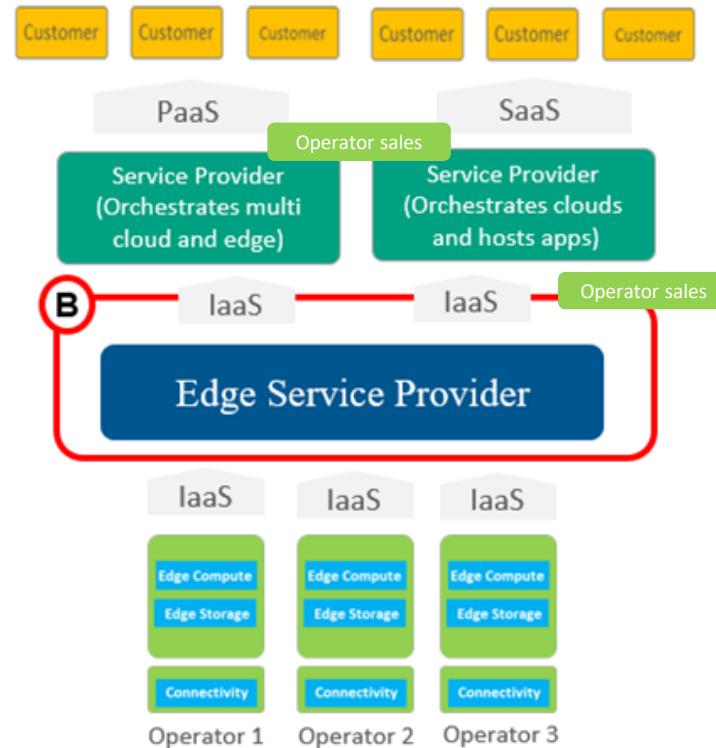 Customer
Customer
Customer
Customer
Customer
Customer
PaaS
SaaS
Operator sales
Service Provider
(Orchestrates multi
cloud and edge)
Service Provider
(Orchestrates clouds
and hosts apps)
B
IaaS
IaaS
Operator sales
Edge Service Provider
IaaS
IaaS
IaaS
Edge Compute
Edge Compute
Edge Compute
Edge Storage
Edge Storage
Edge Storage
Connectivity
Connectivity
Connectivity
Operator 1
Operator 2
Operator 3